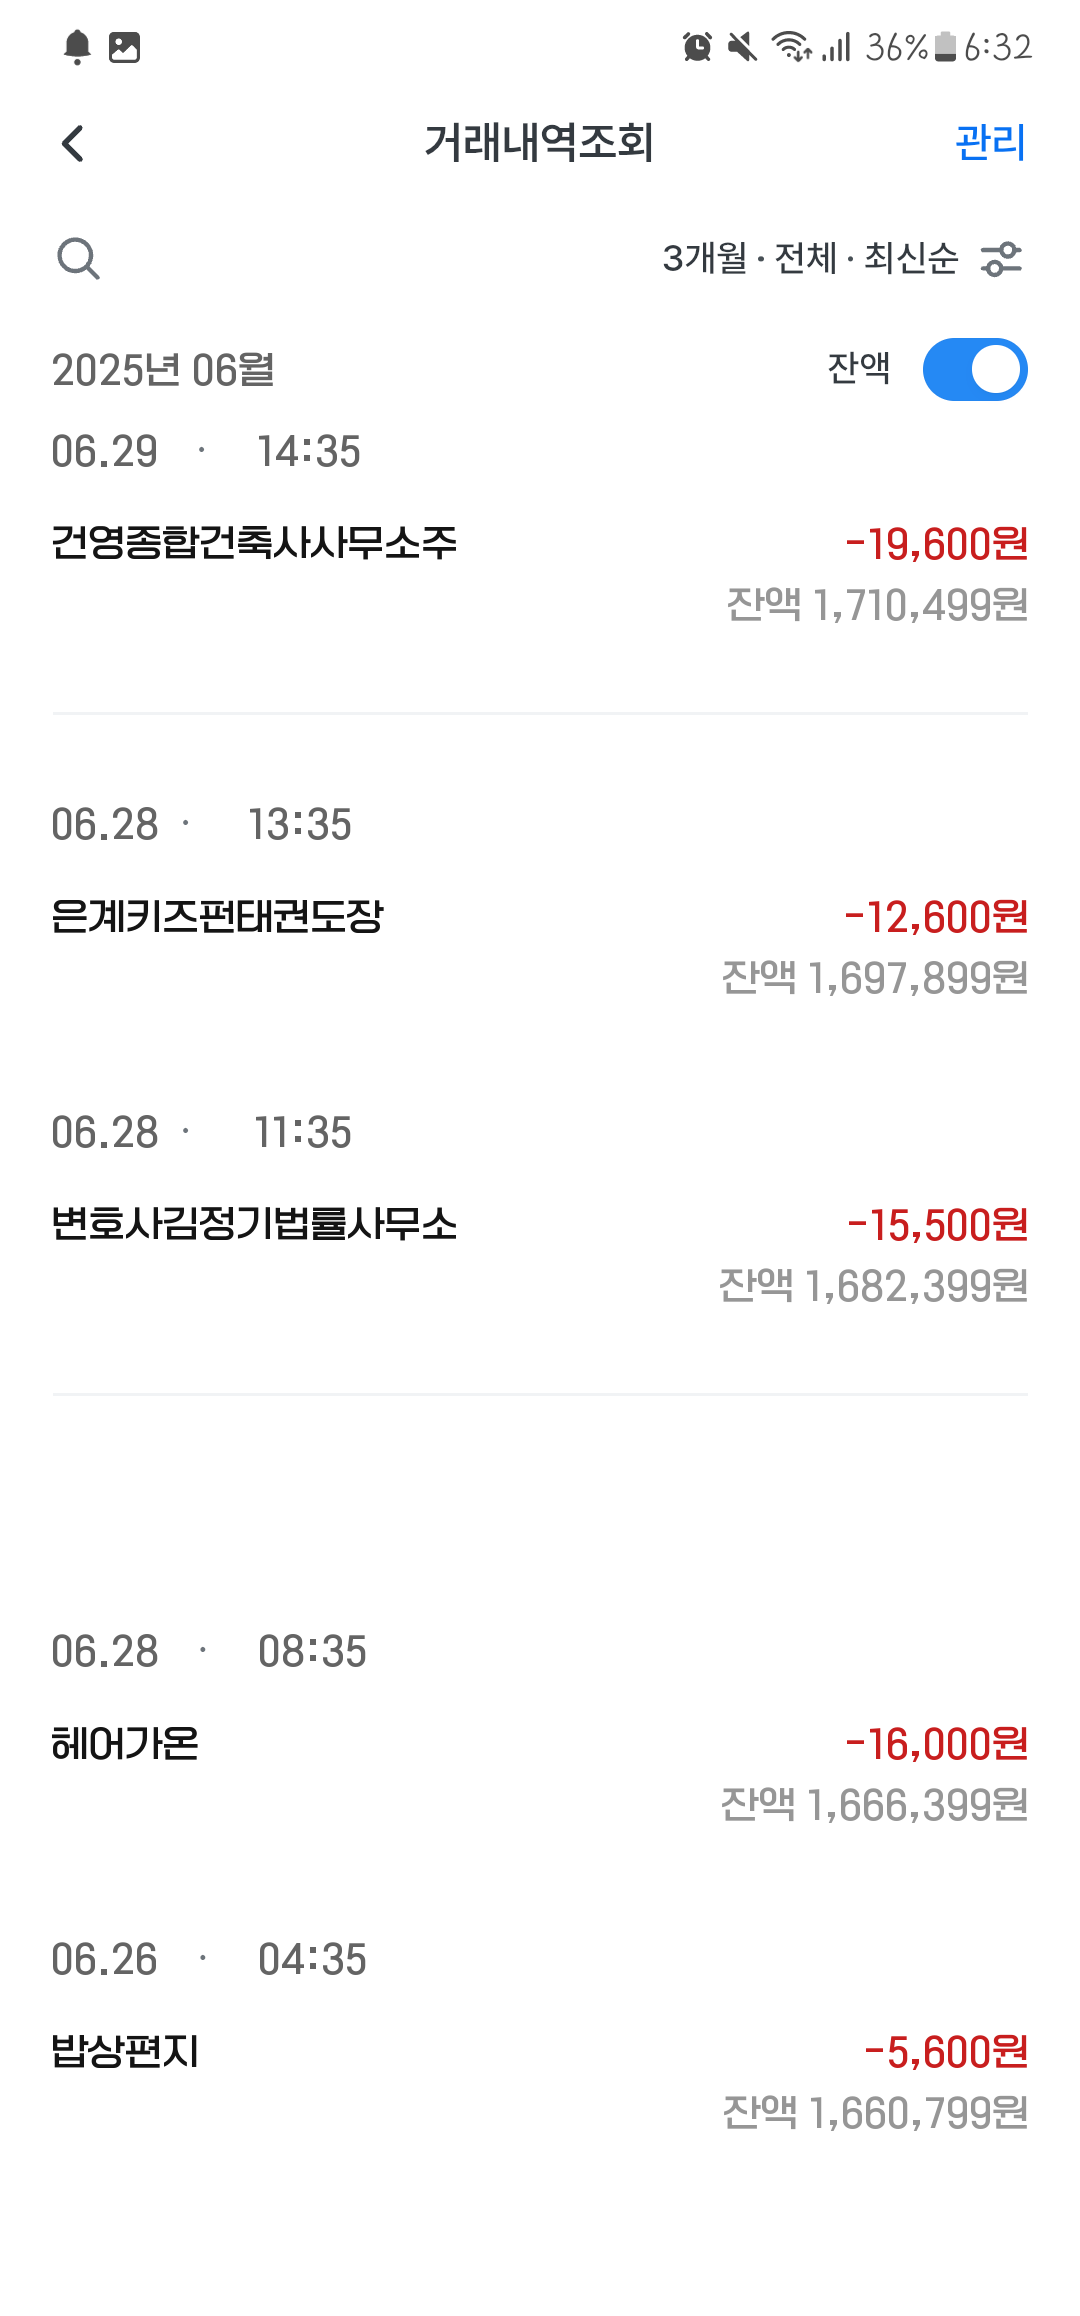 36% 6:32
거래내역조회 관리
3개월 · 전체 · 최신순
2025년 06월 잔액
06.29 · 14:35
건영종합건축사사무소주 -19,600원
잔액 1,710,499원
06.28 · 13:35
은계키즈펀태권도장 -12,600원
잔액 1,697,899원
06.28 · 11:35
변호사김정기법률사무소 -15,500원
잔액 1,682,399원
06.28 · 08:35
헤어가온 -16,000원
잔액 1,666,399원
06.26 · 04:35
밥상편지 -5,600원
잔액 1,660,799원